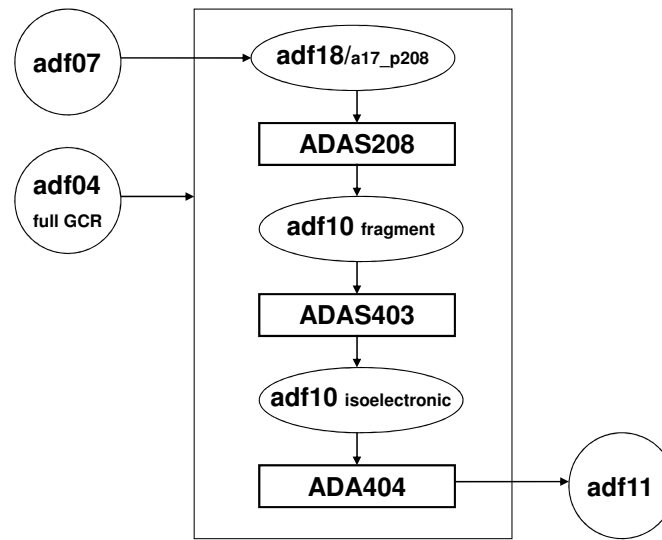 adf07
adf18/a17_p208
ADAS208
adf04
full GCR
adf10 fragment
ADAS403
adf10 isoelectronic
ADA404
adf11